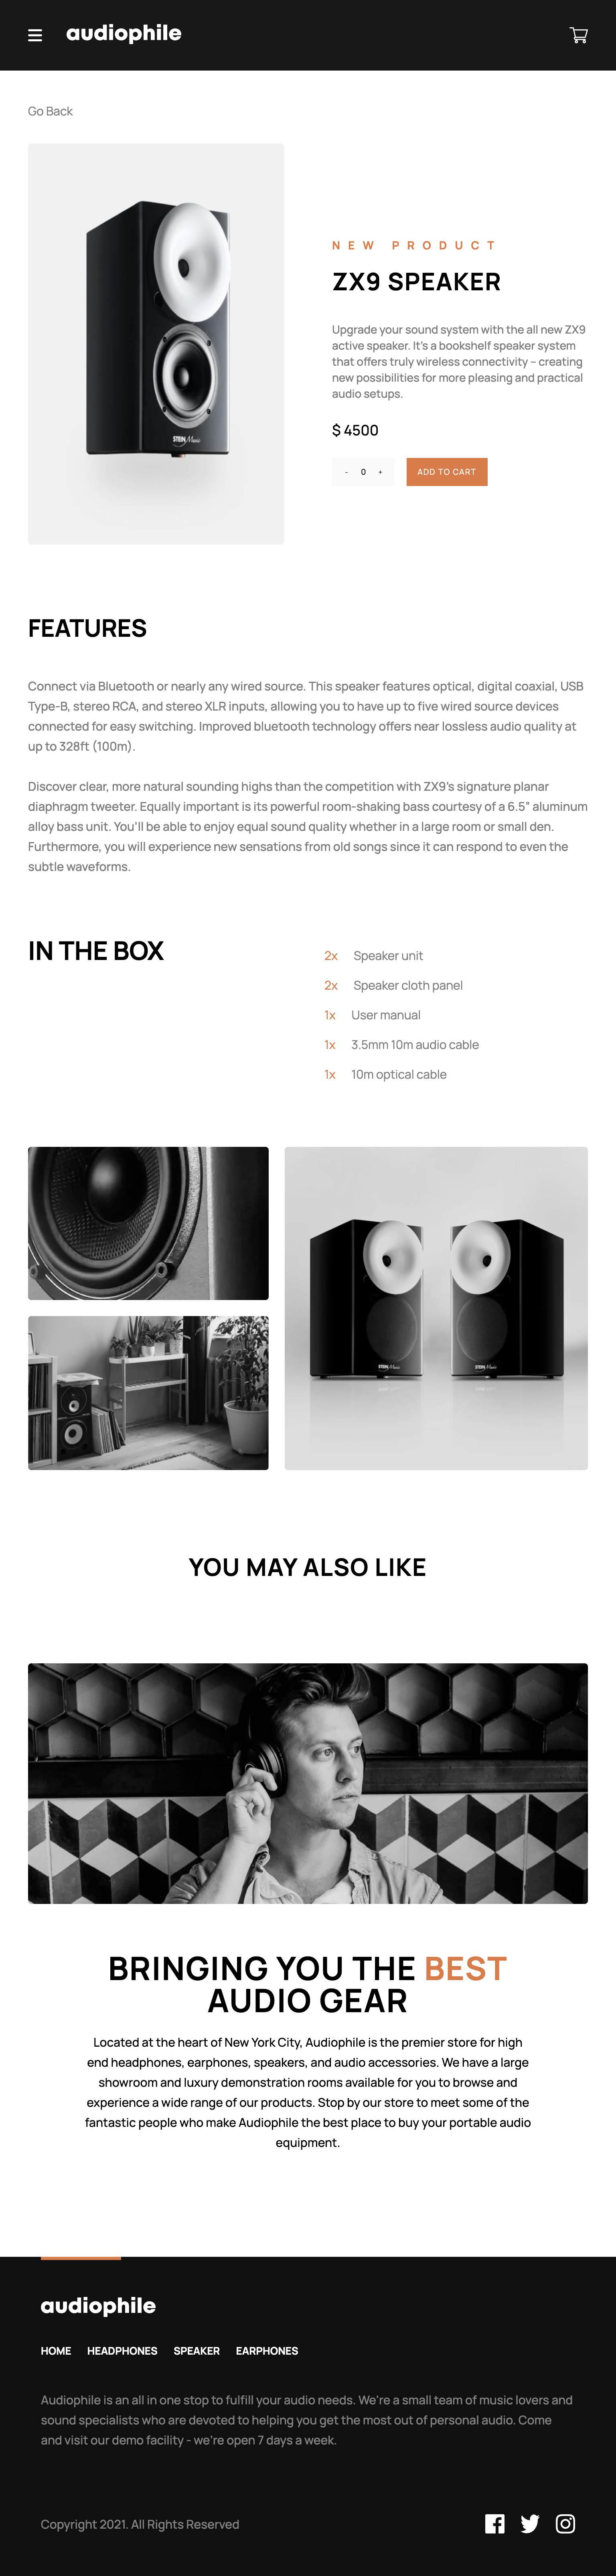 audiophile
Go Back
NEW PRODUCT
ZX9 SPEAKER
Upgrade your sound system with the all new ZX9
active speaker. It's a bookshelf speaker system
that offers truly wireless connectivity – creating
new possibilities for more pleasing and practical
audio setups.
$ 4500
- 0 + ADD TO CART
STEIN Music
FEATURES
Connect via Bluetooth or nearly any wired source. This speaker features optical, digital coaxial, USB
Type-B, stereo RCA, and stereo XLR inputs, allowing you to have up to five wired source devices
connected for easy switching. Improved bluetooth technology offers near lossless audio quality at
up to 328ft (100m).
Discover clear, more natural sounding highs than the competition with ZX9's signature planar
diaphragm tweeter. Equally important is its powerful room-shaking bass courtesy of a 6.5” aluminum
alloy bass unit. You'll be able to enjoy equal sound quality whether in a large room or small den.
Furthermore, you will experience new sensations from old songs since it can respond to even the
subtle waveforms.
IN THE BOX
2x Speaker unit
2x Speaker cloth panel
1x User manual
1x 3.5mm 10m audio cable
1x 10m optical cable
STEIN Music STEIN Music
YOU MAY ALSO LIKE
BRINGING YOU THE BEST
AUDIO GEAR
Located at the heart of New York City, Audiophile is the premier store for high
end headphones, earphones, speakers, and audio accessories. We have a large
showroom and luxury demonstration rooms available for you to browse and
experience a wide range of our products. Stop by our store to meet some of the
fantastic people who make Audiophile the best place to buy your portable audio
equipment.
audiophile
HOME HEADPHONES SPEAKER EARPHONES
Audiophile is an all in one stop to fulfill your audio needs. We're a small team of music lovers and
sound specialists who are devoted to helping you get the most out of personal audio. Come
and visit our demo facility - we're open 7 days a week.
Copyright 2021. All Rights Reserved